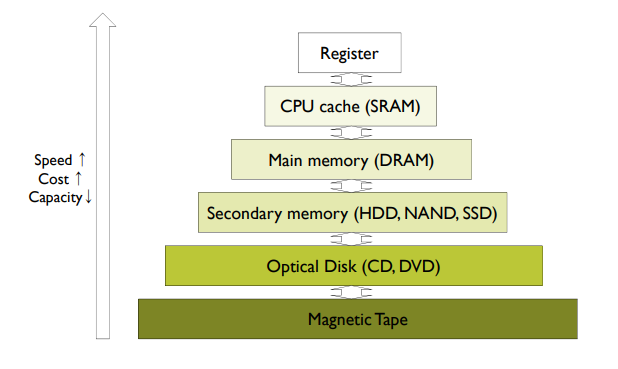 Register
CPU cache (SRAM)
Main memory (DRAM)
Speed ↑
Cost ↑
Capacity↓
Secondary memory (HDD, NAND, SSD)
Optical Disk (CD, DVD)
Magnetic Tape